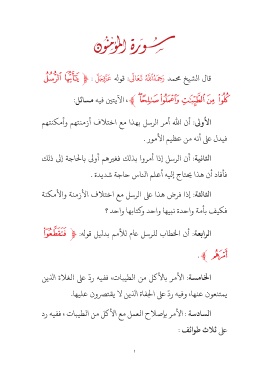 سورة المؤمنون
قال الشيخ محمد رَحِمَهُ اللَّهُ تَعَالَى: قوله عَزَّ وَجَلَّ: ﴿ يَٰٓأَيُّهَا ٱلرُّسُلُ
كُلُواْ مِنَ ٱلطَّيِّبَٰتِ وَٱعۡمَلُواْ صَٰلِحًاۖ ﴾، الآيتين فيه مسائل:
الأولى: أن الله أمر الرسل بهذا مع اختلاف أزمنتهم وأمكنتهم
فيدل على أنه من عظيم الأمور.
الثانية: أن الرسل إذا أمروا بذلك فغيرهم أولى بالحاجة إلى ذلك
فأفاد أن هذا يحتاج إليه أعلم الناس حاجة شديدة.
الثالثة: إذا فرض هذا على الرسل مع اختلاف الأزمنة والأمكنة
فكيف بأمة واحدة نبيها واحد وكتابها واحد؟
الرابعة: أن الخطاب للرسل عام للأمم بدليل قوله: ﴿ فَتَقَطَّعُوٓاْ
أَمۡرَهُم ﴾.
الخامسة: الأمر بالأكل من الطيبات، ففيه ردّ على الغلاة الذين
يمتنعون عنها، وفيه ردّ على الجفاة الذين لا يقتصرون عليها.
السادسة: الأمر بإصلاح العمل مع الأكل من الطيبات، ففيه رد
على ثلاث طوائف:
١